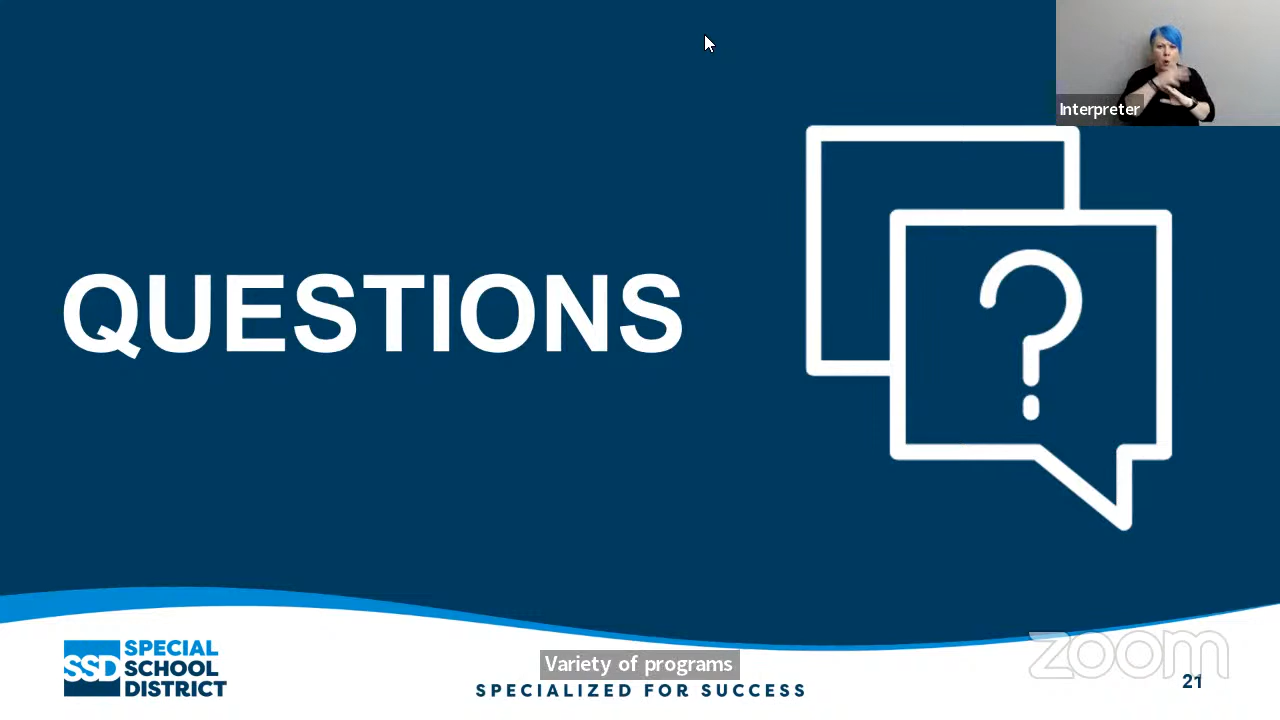 Interpreter
QUESTIONS
?
SSD
SPECIAL
SCHOOL
DISTRICT
Variety of programs
SPECIALIZED FOR SUCCESS
zoom
21